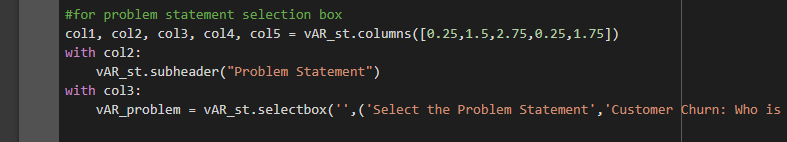 #for problem statement selection box
col1, col2, col3, col4, col5 = vAR_st.columns([0.25,1.5,2.75,0.25,1.75])
with col2:
    vAR_st.subheader("Problem Statement")
with col3:
    vAR_problem = vAR_st.selectbox('',('Select the Problem Statement','Customer Churn: Who is